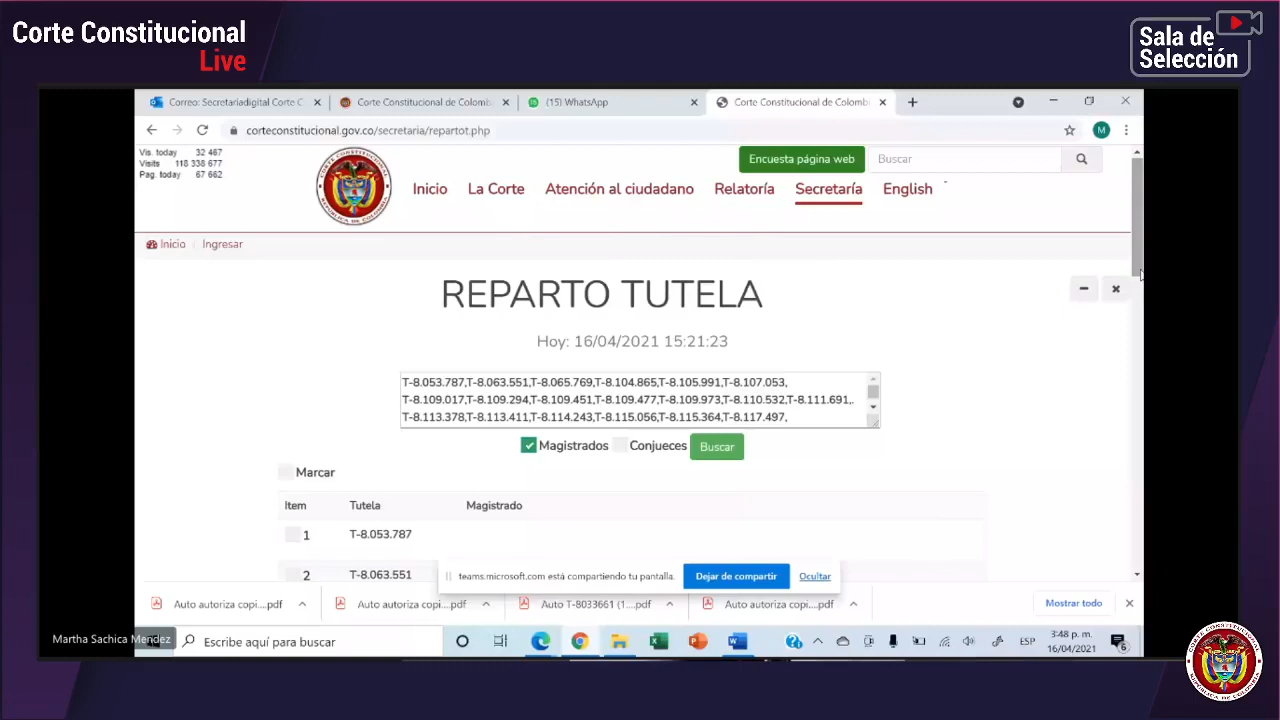 Corte Constitucional
Live
Sala de
Selección
Correo: Secretariadigital Corte C
Corte Constitucional de Colomb
(15) WhatsApp
Corte Constitucional de Colomb
corteconstitucional.gov.co/secretaria/repartot.php
M
Vis. today 32 467
Visits 118 338 677
Pag. today 67 662
Encuesta página web
Buscar
Inicio
La Corte
Atención al ciudadano
Relatoría
Secretaría
English
Inicio
Ingresar
REPARTO TUTELA
Hoy: 16/04/2021 15:21:23
T-8.053.787,T-8.063.551,T-8.065.769,T-8.104.865,T-8.105.991,T-8.107.053,
T-8.109.017,T-8.109.294,T-8.109.451,T-8.109.477,T-8.109.973,T-8.110.532,T-8.111.691,
T-8.113.378,T-8.113.411,T-8.114.243,T-8.115.056,T-8.115.364,T-8.117.497,
Magistrados
Conjueces
Buscar
Marcar
Item Tutela Magistrado
1 T-8.053.787
2 T-8.063.551
teams.microsoft.com está compartiendo tu pantalla.
Dejar de compartir
Ocultar
Auto autoriza copi....pdf
Auto autoriza copi....pdf
Auto T-8033661 (1....pdf
Auto autoriza copi....pdf
Mostrar todo
Martha Sachica Mendez
Escribe aquí para buscar
ESP
3:48 p. m.
16/04/2021
6